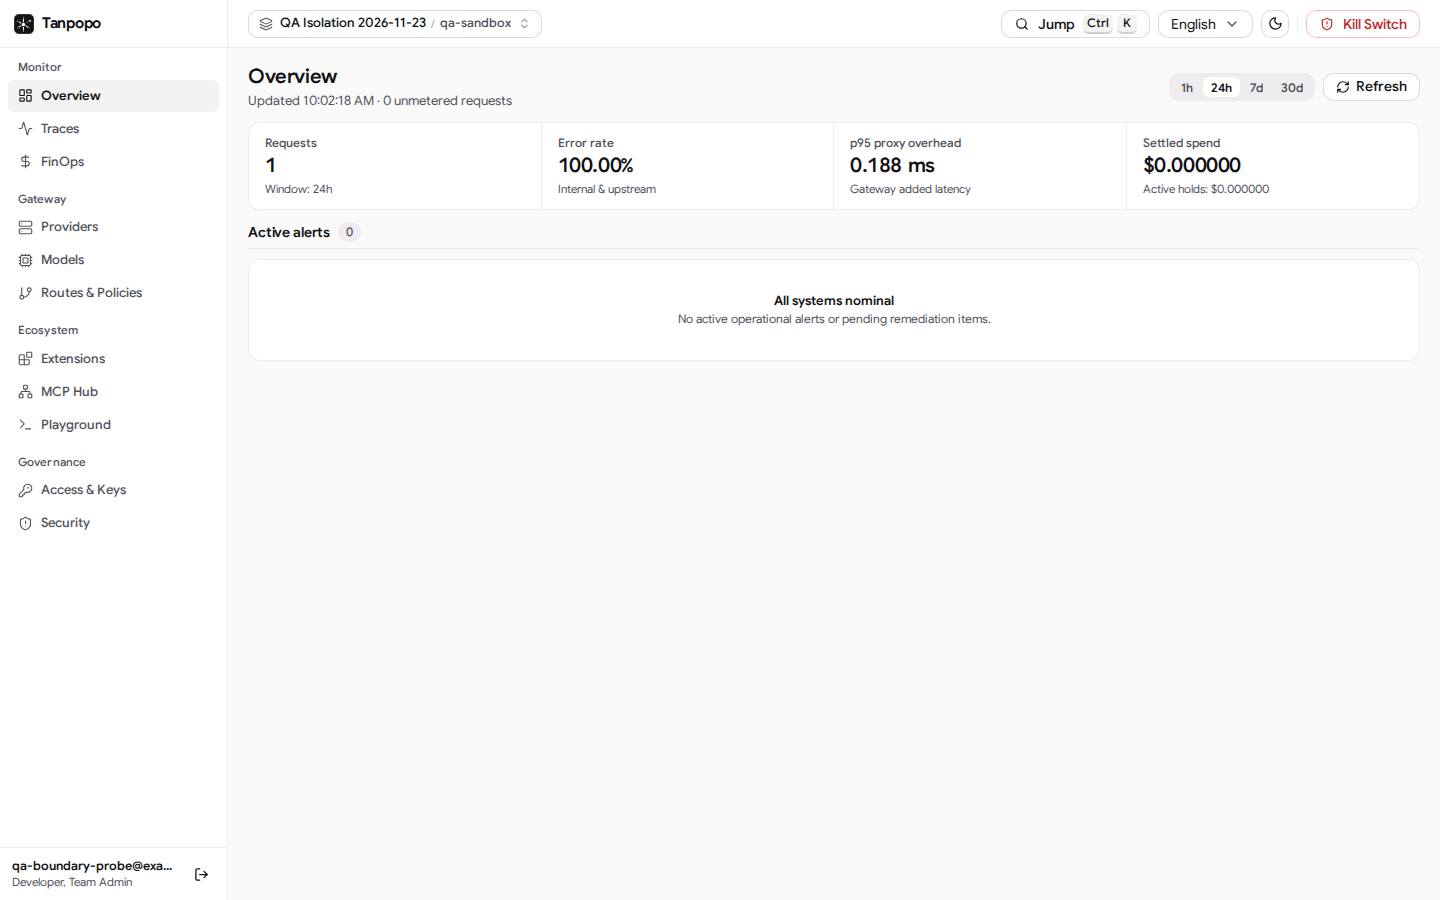 Tanpopo
QA Isolation 2026-11-23 / qa-sandbox
Jump Ctrl K
English
Kill Switch
Monitor
Overview
Traces
FinOps
Gateway
Providers
Models
Routes & Policies
Ecosystem
Extensions
MCP Hub
Playground
Governance
Access & Keys
Security
qa-boundary-probe@exa...
Developer, Team Admin
Overview
Updated 10:02:18 AM · 0 unmetered requests
1h 24h 7d 30d
Refresh
Requests
1
Window: 24h
Error rate
100.00%
Internal & upstream
p95 proxy overhead
0.188 ms
Gateway added latency
Settled spend
$0.000000
Active holds: $0.000000
Active alerts 0
All systems nominal
No active operational alerts or pending remediation items.